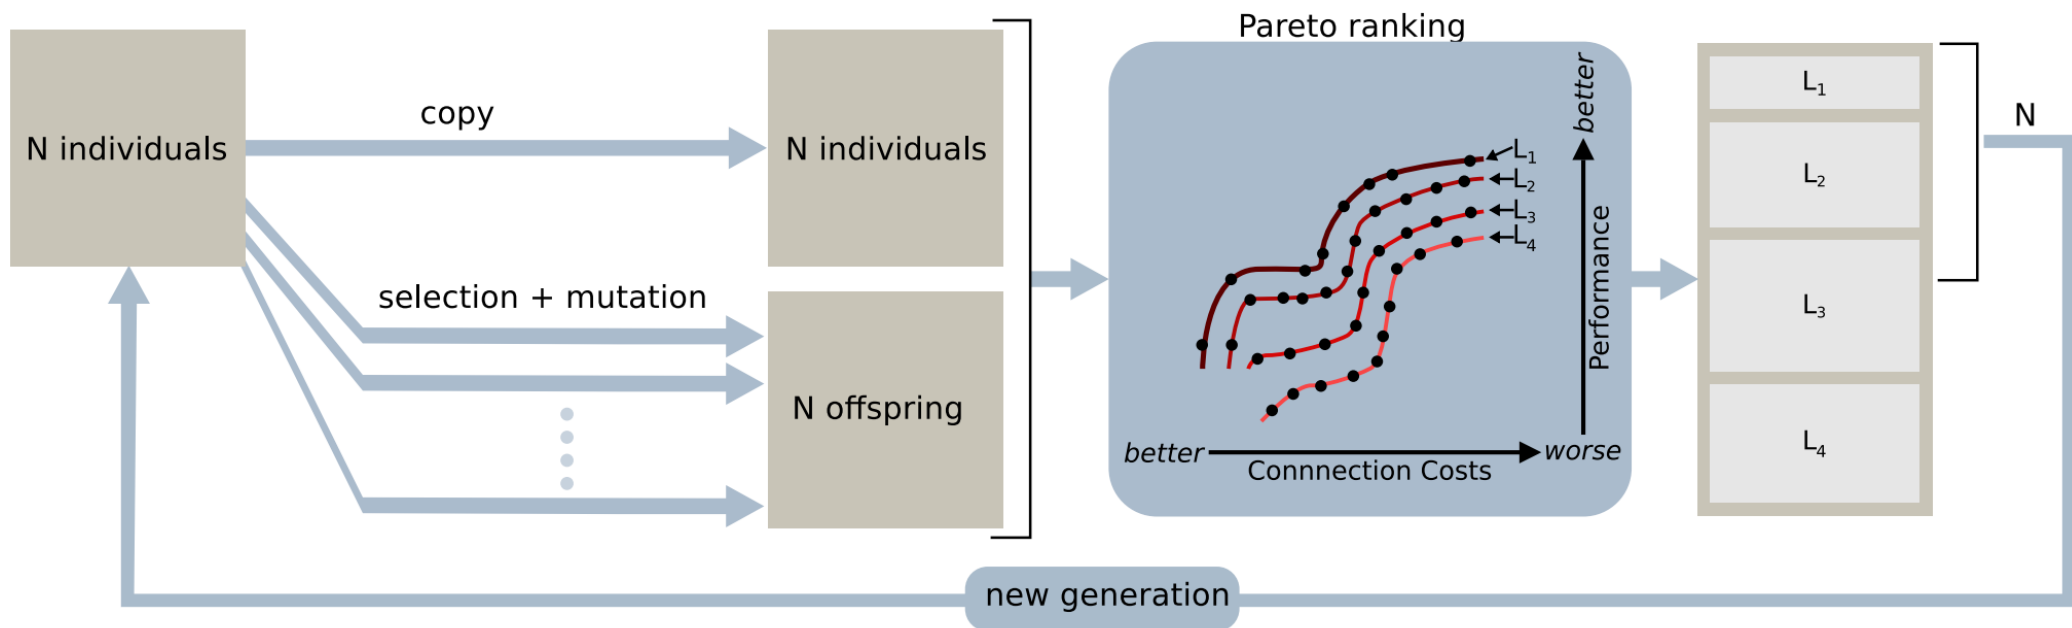 Pareto ranking
N individuals
copy
N individuals
selection + mutation
N offspring
better
Performance
L₁
L₂
L₃
L₄
better
worse
Connnection Costs
L₁
L₂
L₃
L₄
N
new generation